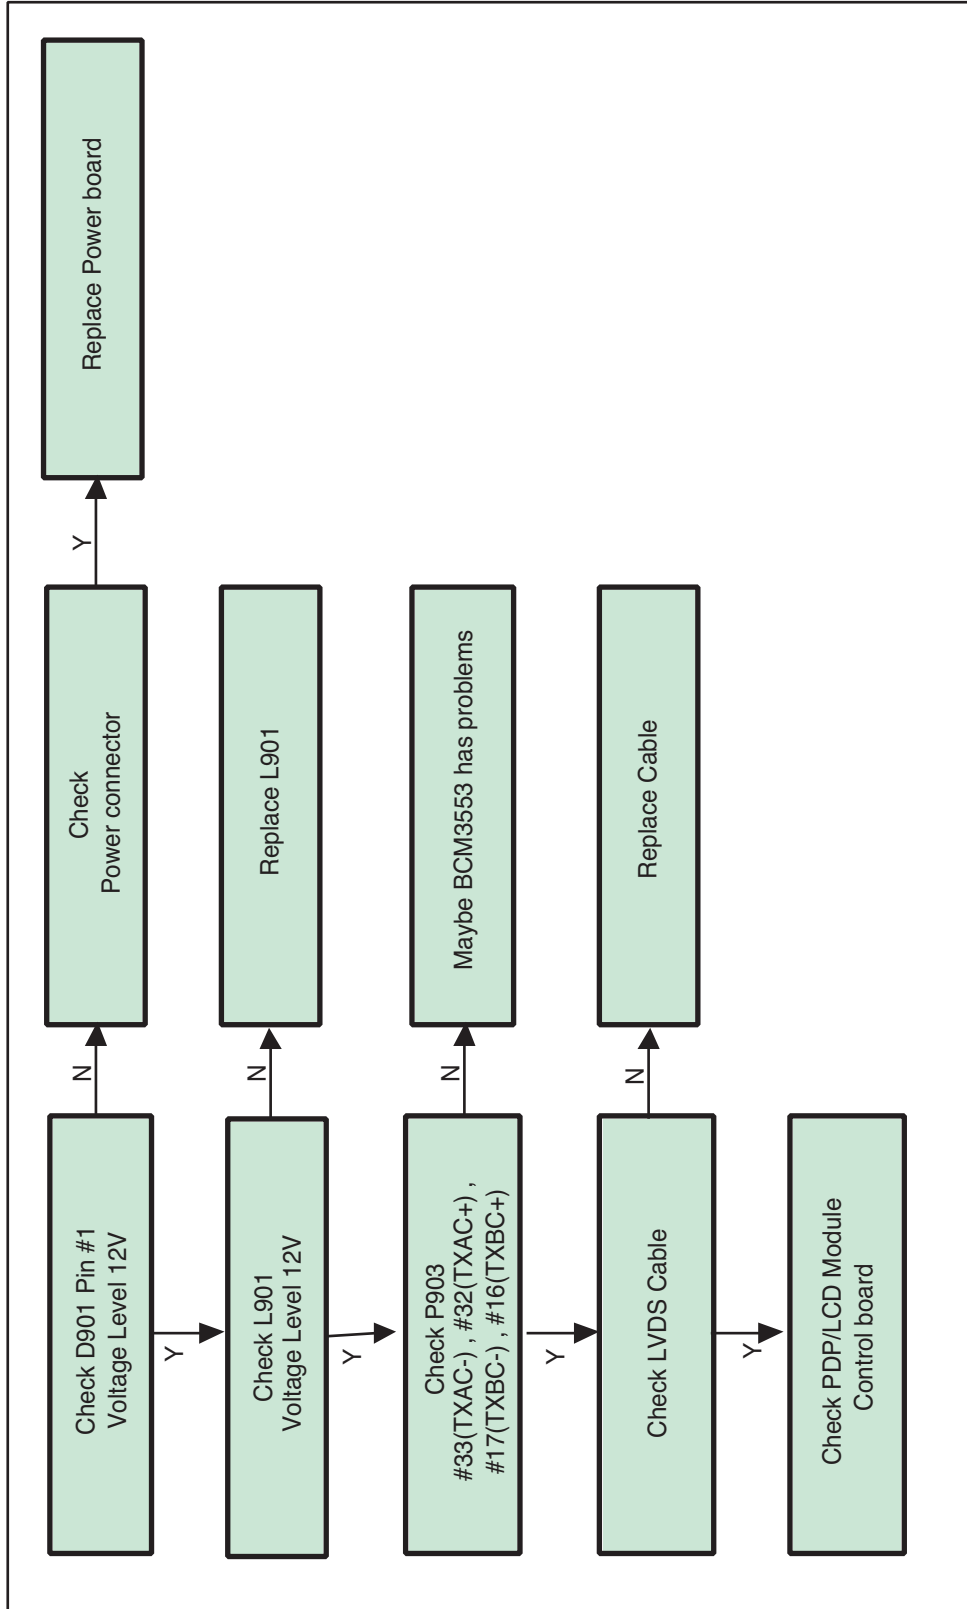 Check D901 Pin #1
Voltage Level 12V
N
Check
Power connector
Y
Replace Power board
Y
Check L901
Voltage Level 12V
N
Replace L901
Y
Check P903
#33(TXAC-) , #32(TXAC+) ,
#17(TXBC-) , #16(TXBC+)
N
Maybe BCM3553 has problems
Y
Check LVDS Cable
N
Replace Cable
Y
Check PDP/LCD Module
Control board